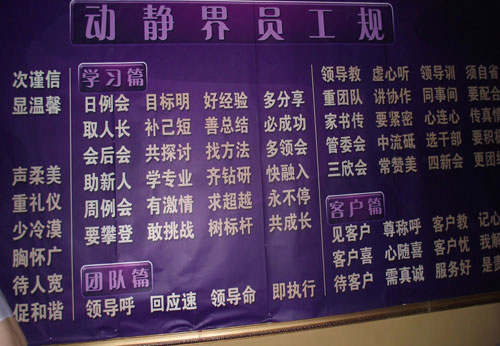 动静界员工规
次谨信
显温馨
声柔美
重礼仪
少冷漠
胸怀广
待人宽
促和谐
学习篇
日例会 目标明 好经验 多分享
取人长 补己短 善总结 必成功
会后会 共探讨 找方法 多领会
助新人 学专业 齐钻研 快融入
周例会 有激情 求超越 永不停
要攀登 敢挑战 树标杆 共成长
团队篇
领导呼 回应速 领导命 即执行
领导教 虚心听 领导训 须自省
重团队 讲协作 同事间 要配合
家书传 要紧密 心连心 传真情
管委会 中流砥 选干部 要积
三欣会 常赞美 四新会 更团
客户篇
见客户 尊称呼 客户教 记心
客户喜 心随喜 客户忧 我
待客户 需真诚 服务好 是